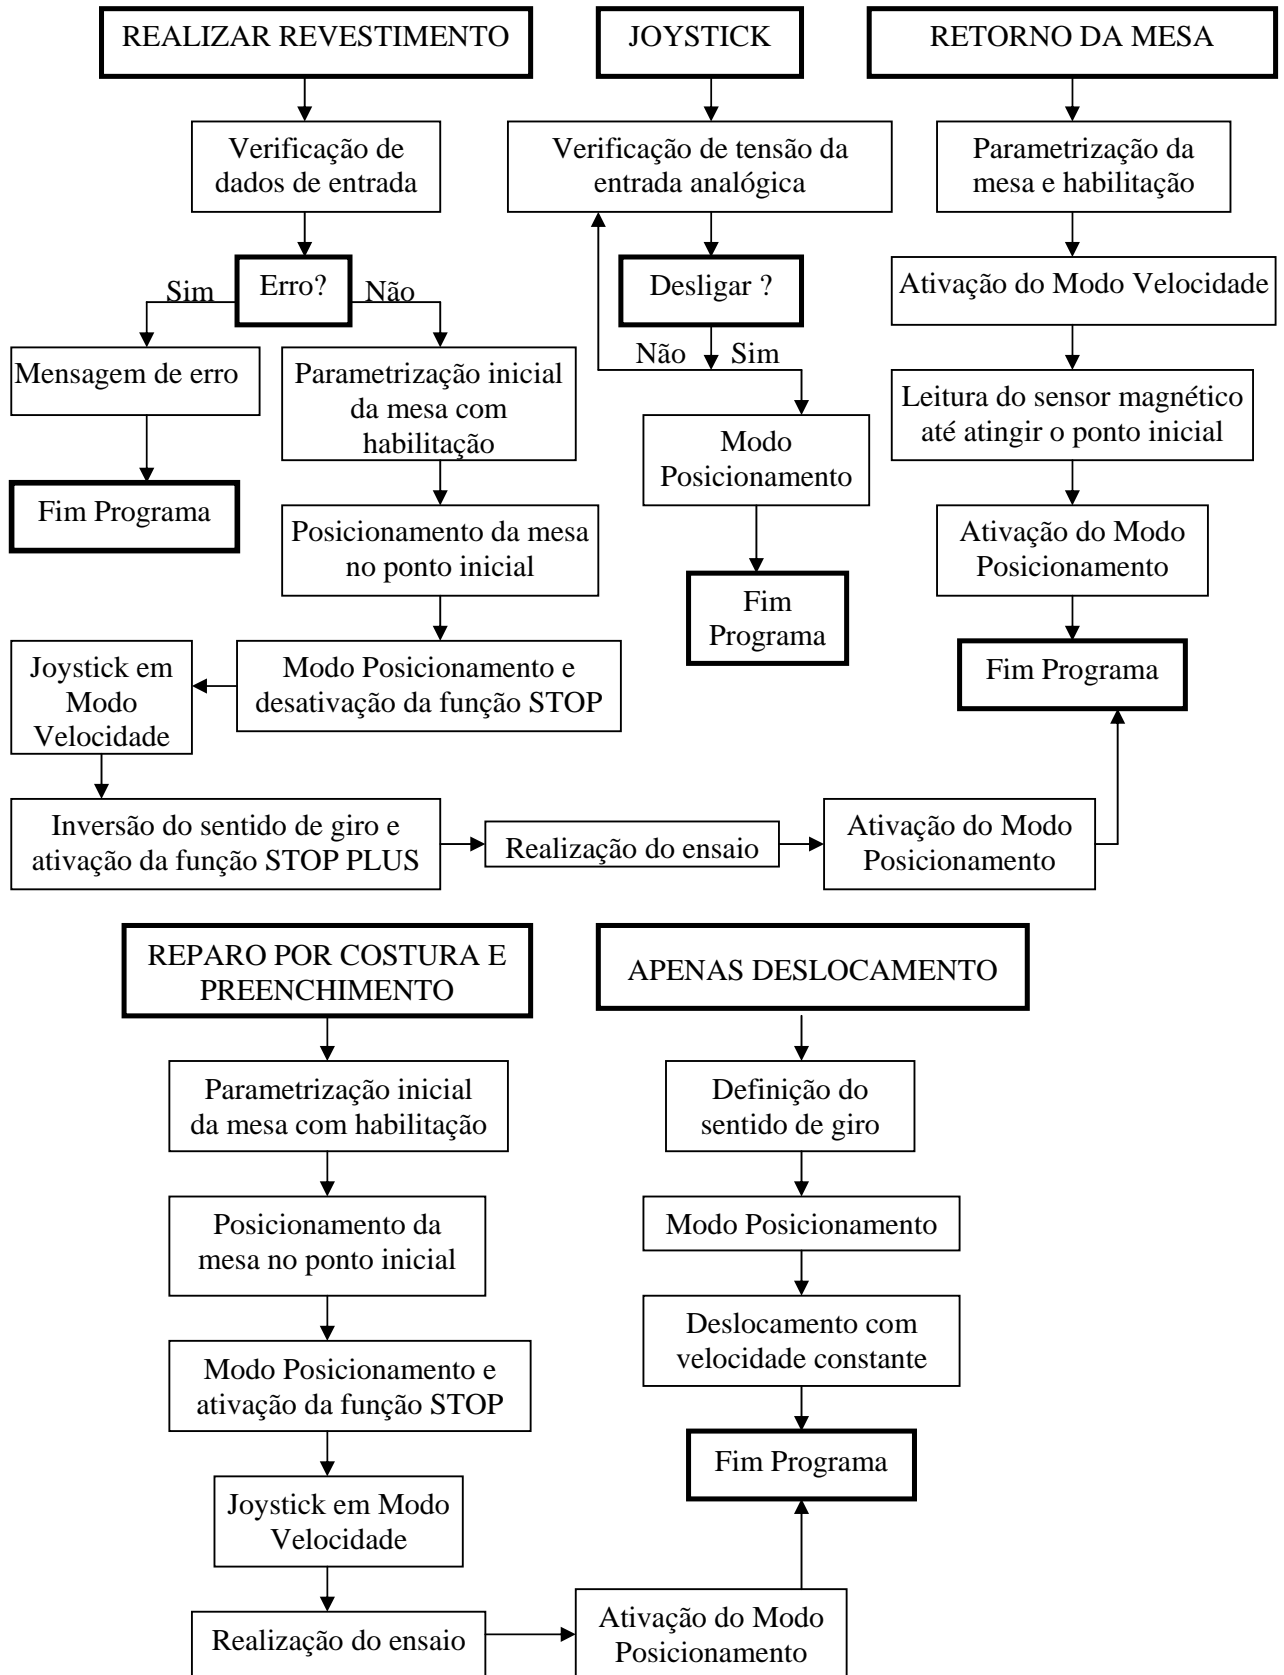 REALIZAR REVESTIMENTO
Verificação de
dados de entrada
Erro?
Sim
Não
Mensagem de erro
Fim Programa
Parametrização inicial
da mesa com
habilitação
Posicionamento da mesa
no ponto inicial
Modo Posicionamento e
desativação da função STOP
Joystick em
Modo
Velocidade
Inversão do sentido de giro e
ativação da função STOP PLUS
Realização do ensaio
Ativação do Modo
Posicionamento
JOYSTICK
Verificação de tensão da
entrada analógica
Desligar ?
Não
Sim
Modo
Posicionamento
Fim
Programa
RETORNO DA MESA
Parametrização da
mesa e habilitação
Ativação do Modo Velocidade
Leitura do sensor magnético
até atingir o ponto inicial
Ativação do Modo
Posicionamento
Fim Programa
REPARO POR COSTURA E
PREENCHIMENTO
Parametrização inicial
da mesa com habilitação
Posicionamento da
mesa no ponto inicial
Modo Posicionamento e
ativação da função STOP
Joystick em Modo
Velocidade
Realização do ensaio
Ativação do Modo
Posicionamento
APENAS DESLOCAMENTO
Definição do
sentido de giro
Modo Posicionamento
Deslocamento com
velocidade constante
Fim Programa